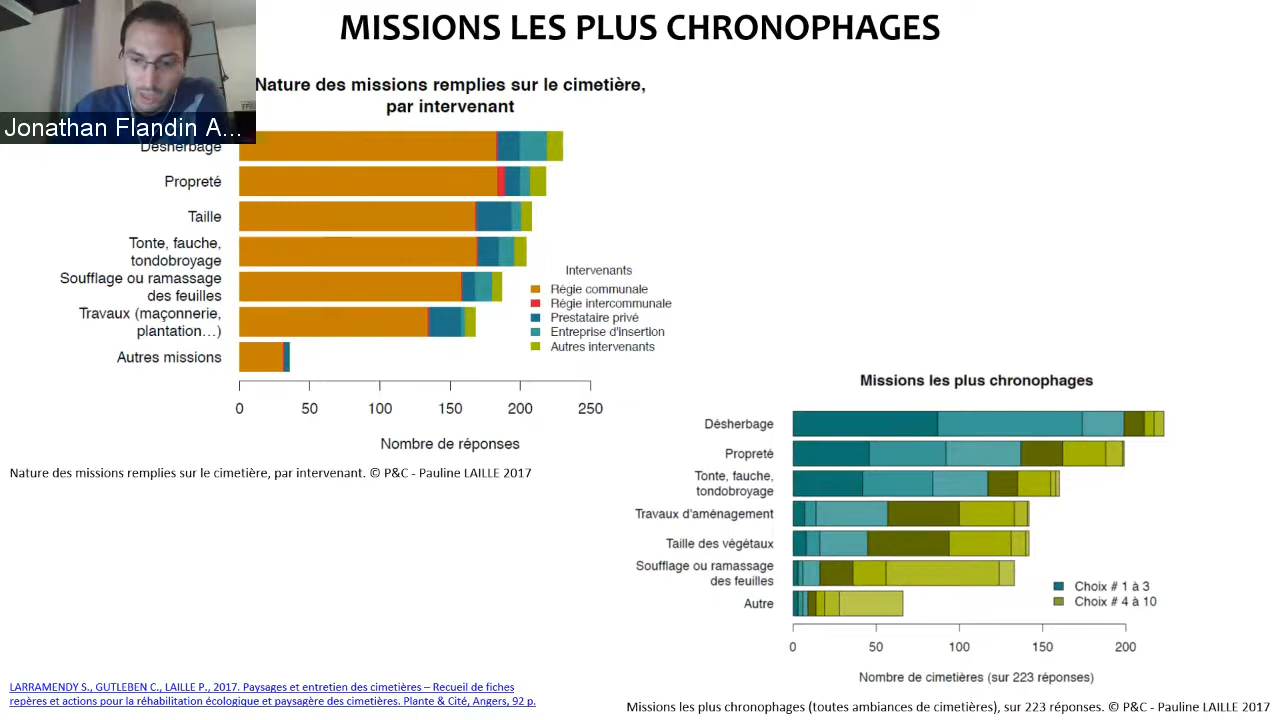 MISSIONS LES PLUS CHRONOPHAGES
Jonathan Flandin A...
Nature des missions remplies sur le cimetière,
par intervenant
Désherbage
Propreté
Taille
Tonte, fauche,
tondobroyage
Soufflage ou ramassage
des feuilles
Travaux (maçonnerie,
plantation…)
Autres missions
Intervenants
Régie communale
Régie intercommunale
Prestataire privé
Entreprise d'insertion
Autres intervenants
0 50 100 150 200 250
Nombre de réponses
Nature des missions remplies sur le cimetière, par intervenant. © P&C - Pauline LAILLE 2017
Missions les plus chronophages
Désherbage
Propreté
Tonte, fauche,
tondobroyage
Travaux d'aménagement
Taille des végétaux
Soufflage ou ramassage
des feuilles
Autre
Choix # 1 à 3
Choix # 4 à 10
0 50 100 150 200
Nombre de cimetières (sur 223 réponses)
Missions les plus chronophages (toutes ambiances de cimetières), sur 223 réponses. © P&C - Pauline LAILLE 2017
LARRAMENDY S., GUTLEBEN C., LAILLE P., 2017. Paysages et entretien des cimetières – Recueil de fiches
repères et actions pour la réhabilitation écologique et paysagère des cimetières. Plante & Cité, Angers, 92 p.